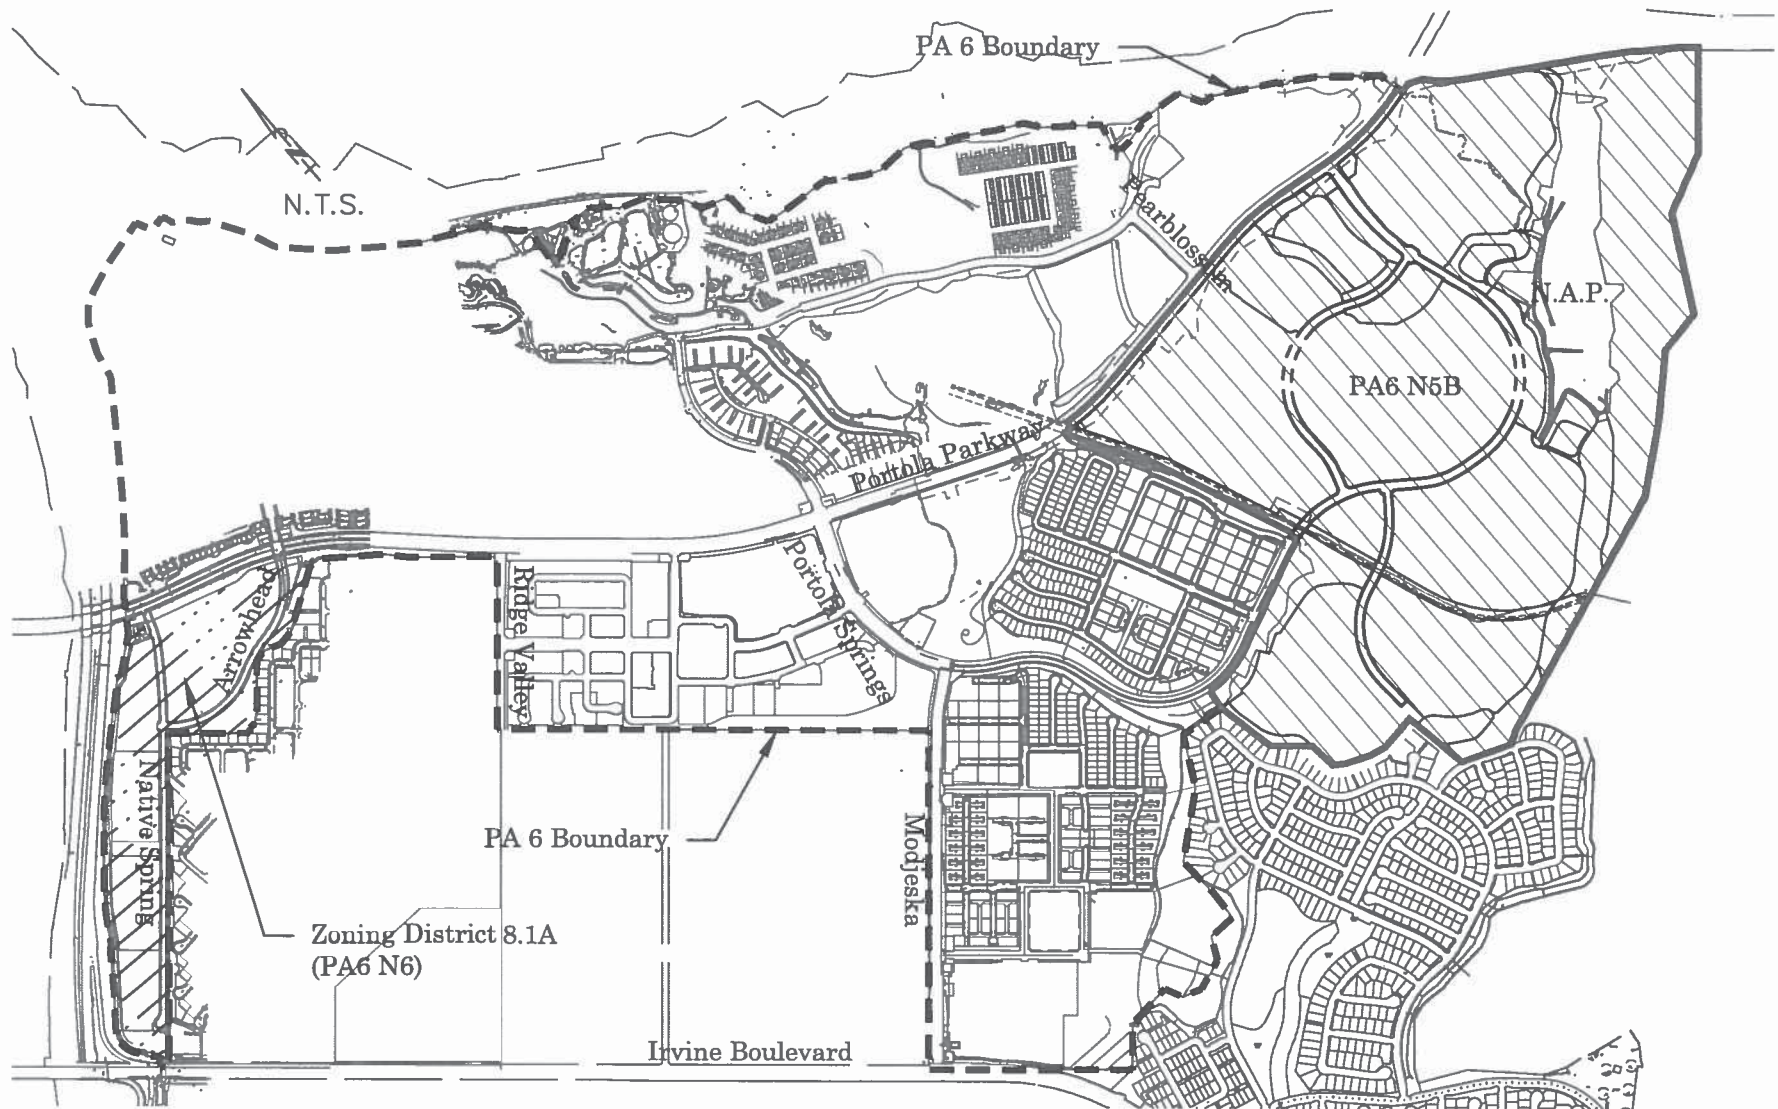 PA 6 Boundary
N
N.T.S.
Pearblossom
N.A.P.
PA6 N5B
Portola Parkway
Arrowhead
Ridge Valley
Portola Springs
Native Spring
PA 6 Boundary
Modjeska
Zoning District 8.1A
(PA6 N6)
Irvine Boulevard